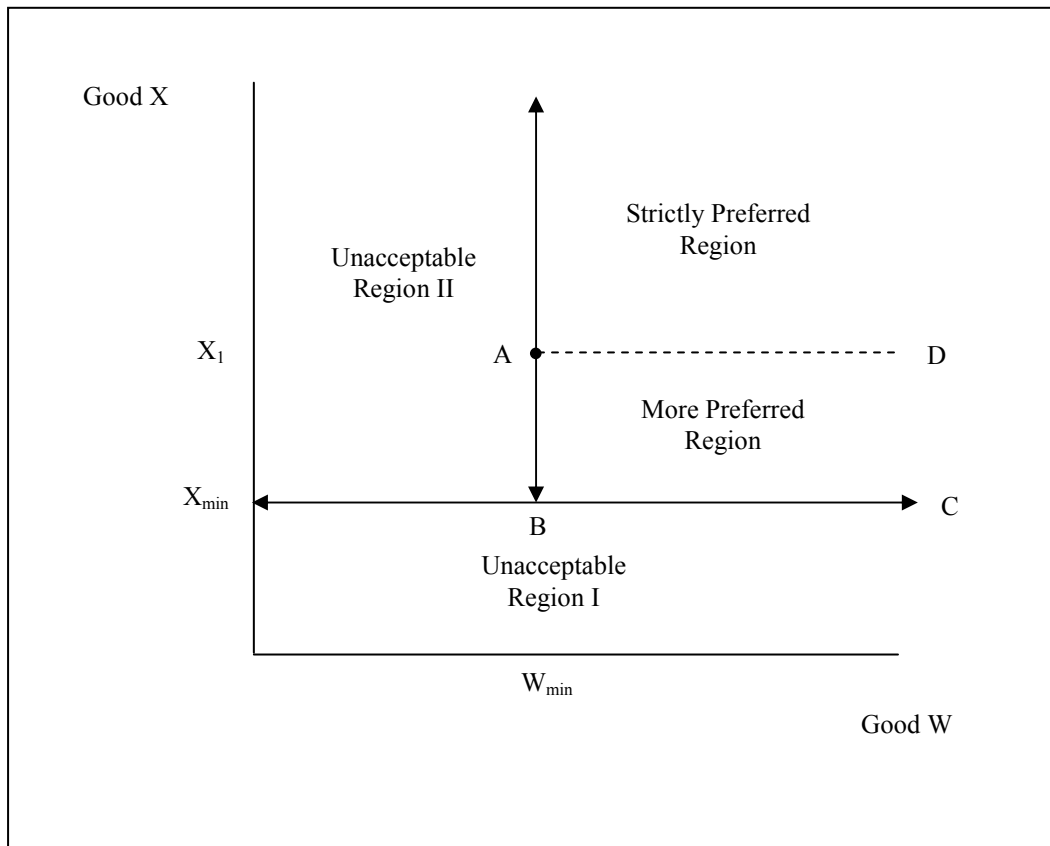 Good X
Strictly Preferred
Region
Unacceptable
Region II
X₁
A
D
More Preferred
Region
Xmin
C
B
Unacceptable
Region I
Wmin
Good W